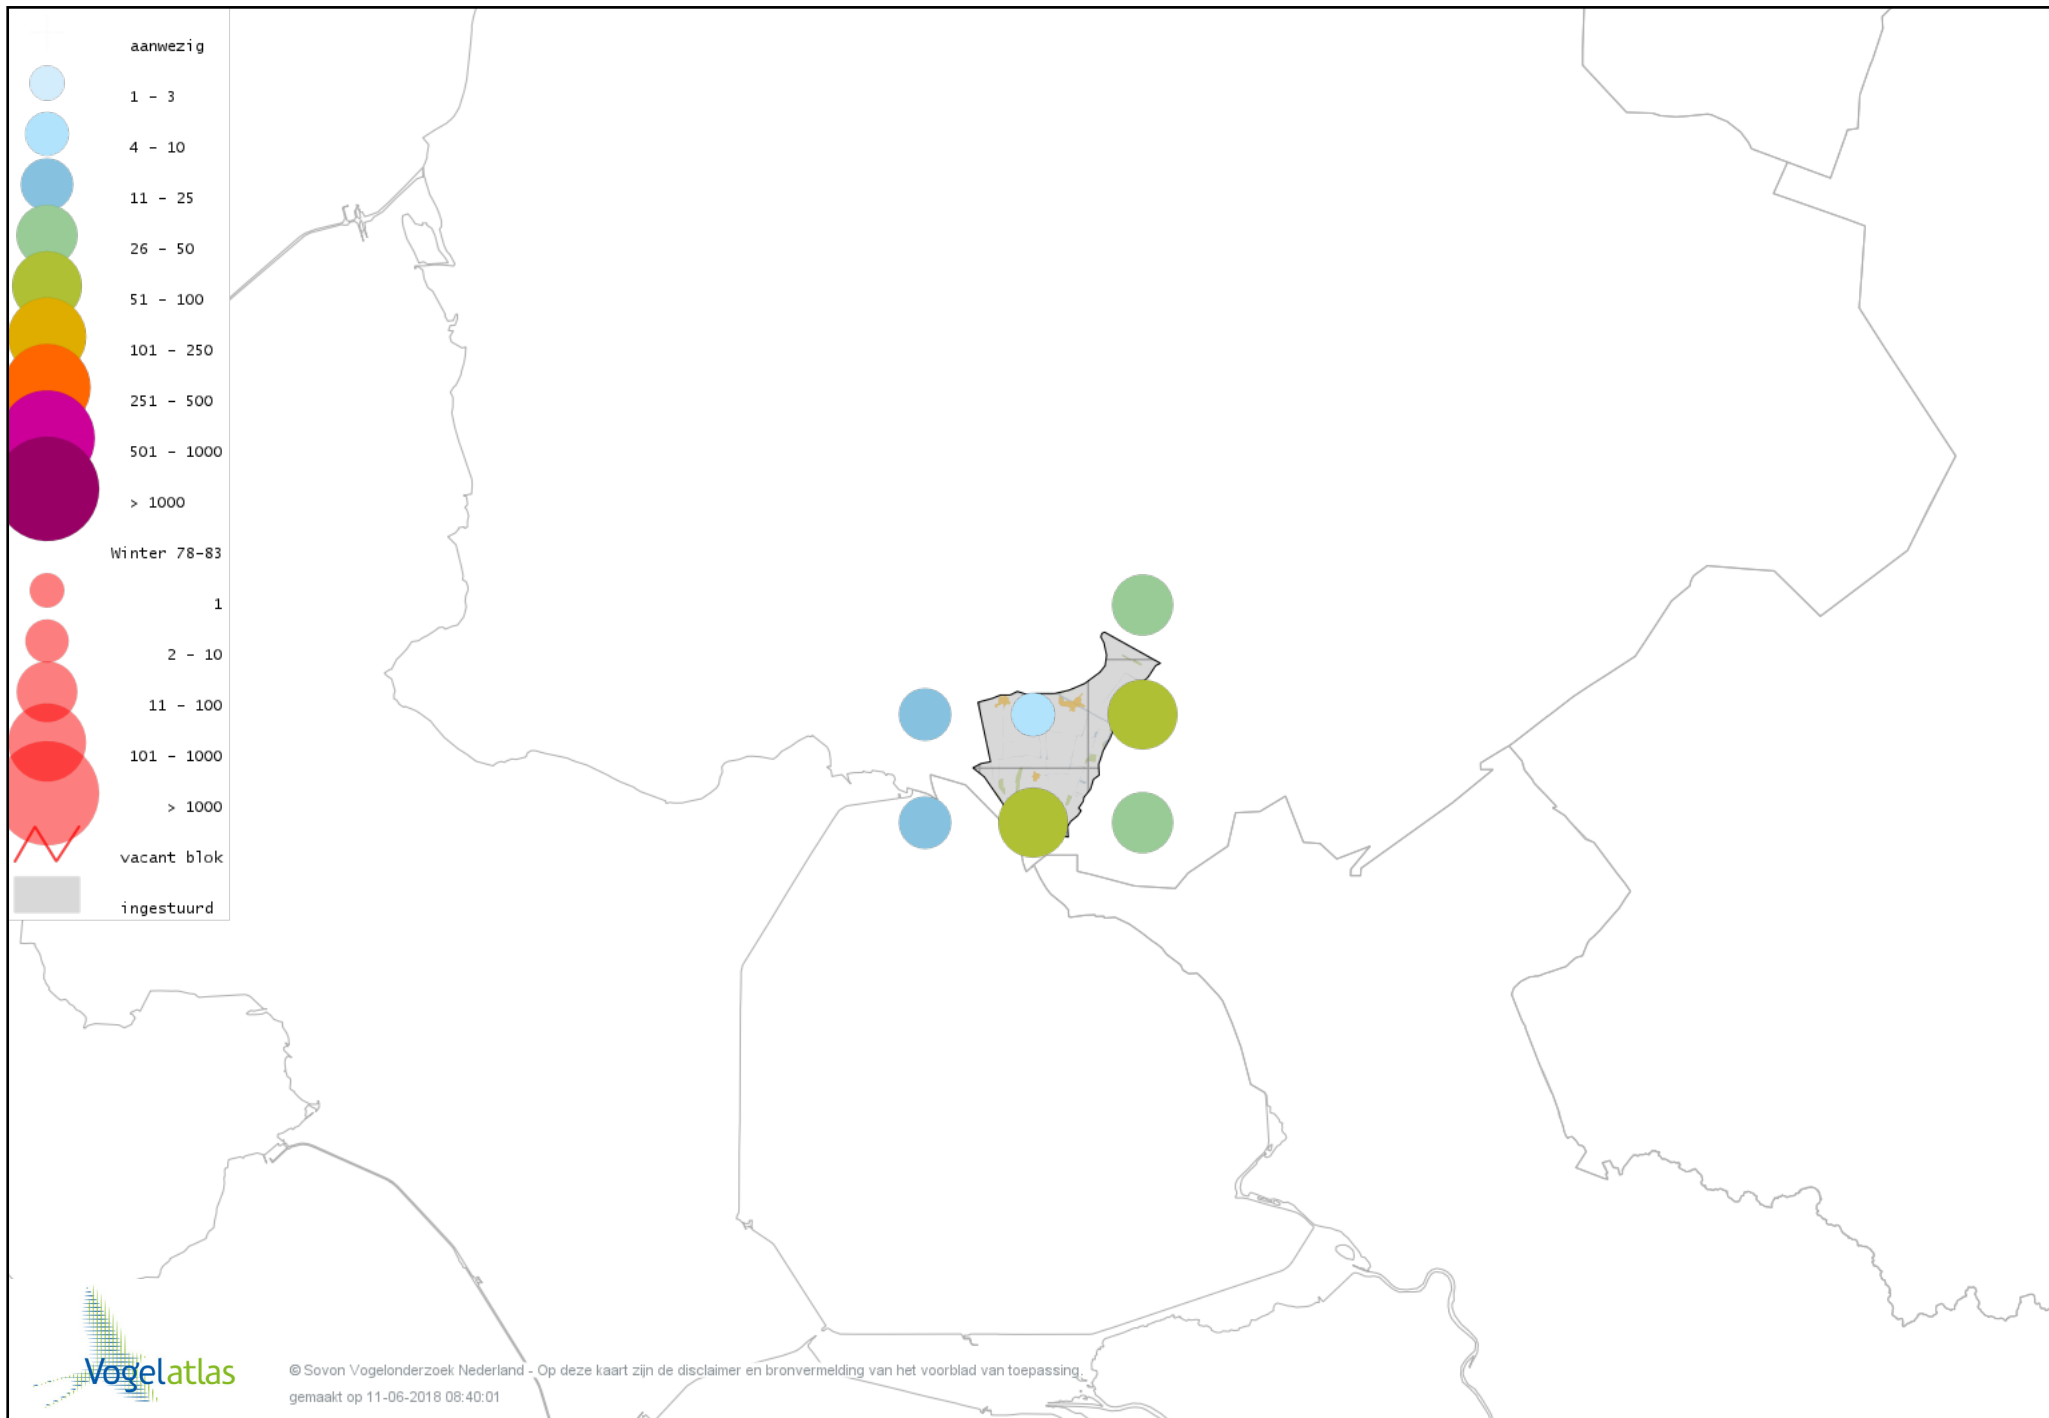 aanwezig
1 - 3
4 - 10
11 - 25
26 - 50
51 - 100
101 - 250
251 - 500
501 - 1000
> 1000
Winter 78-83
1
2 - 10
11 - 100
101 - 1000
> 1000
vacant blok
ingestuurd
Vogelatlas
© Sovon Vogelonderzoek Nederland - Op deze kaart zijn de disclaimer en bronvermelding van het voorblad van toepassing.
gemaakt op 11-06-2018 08:40:01